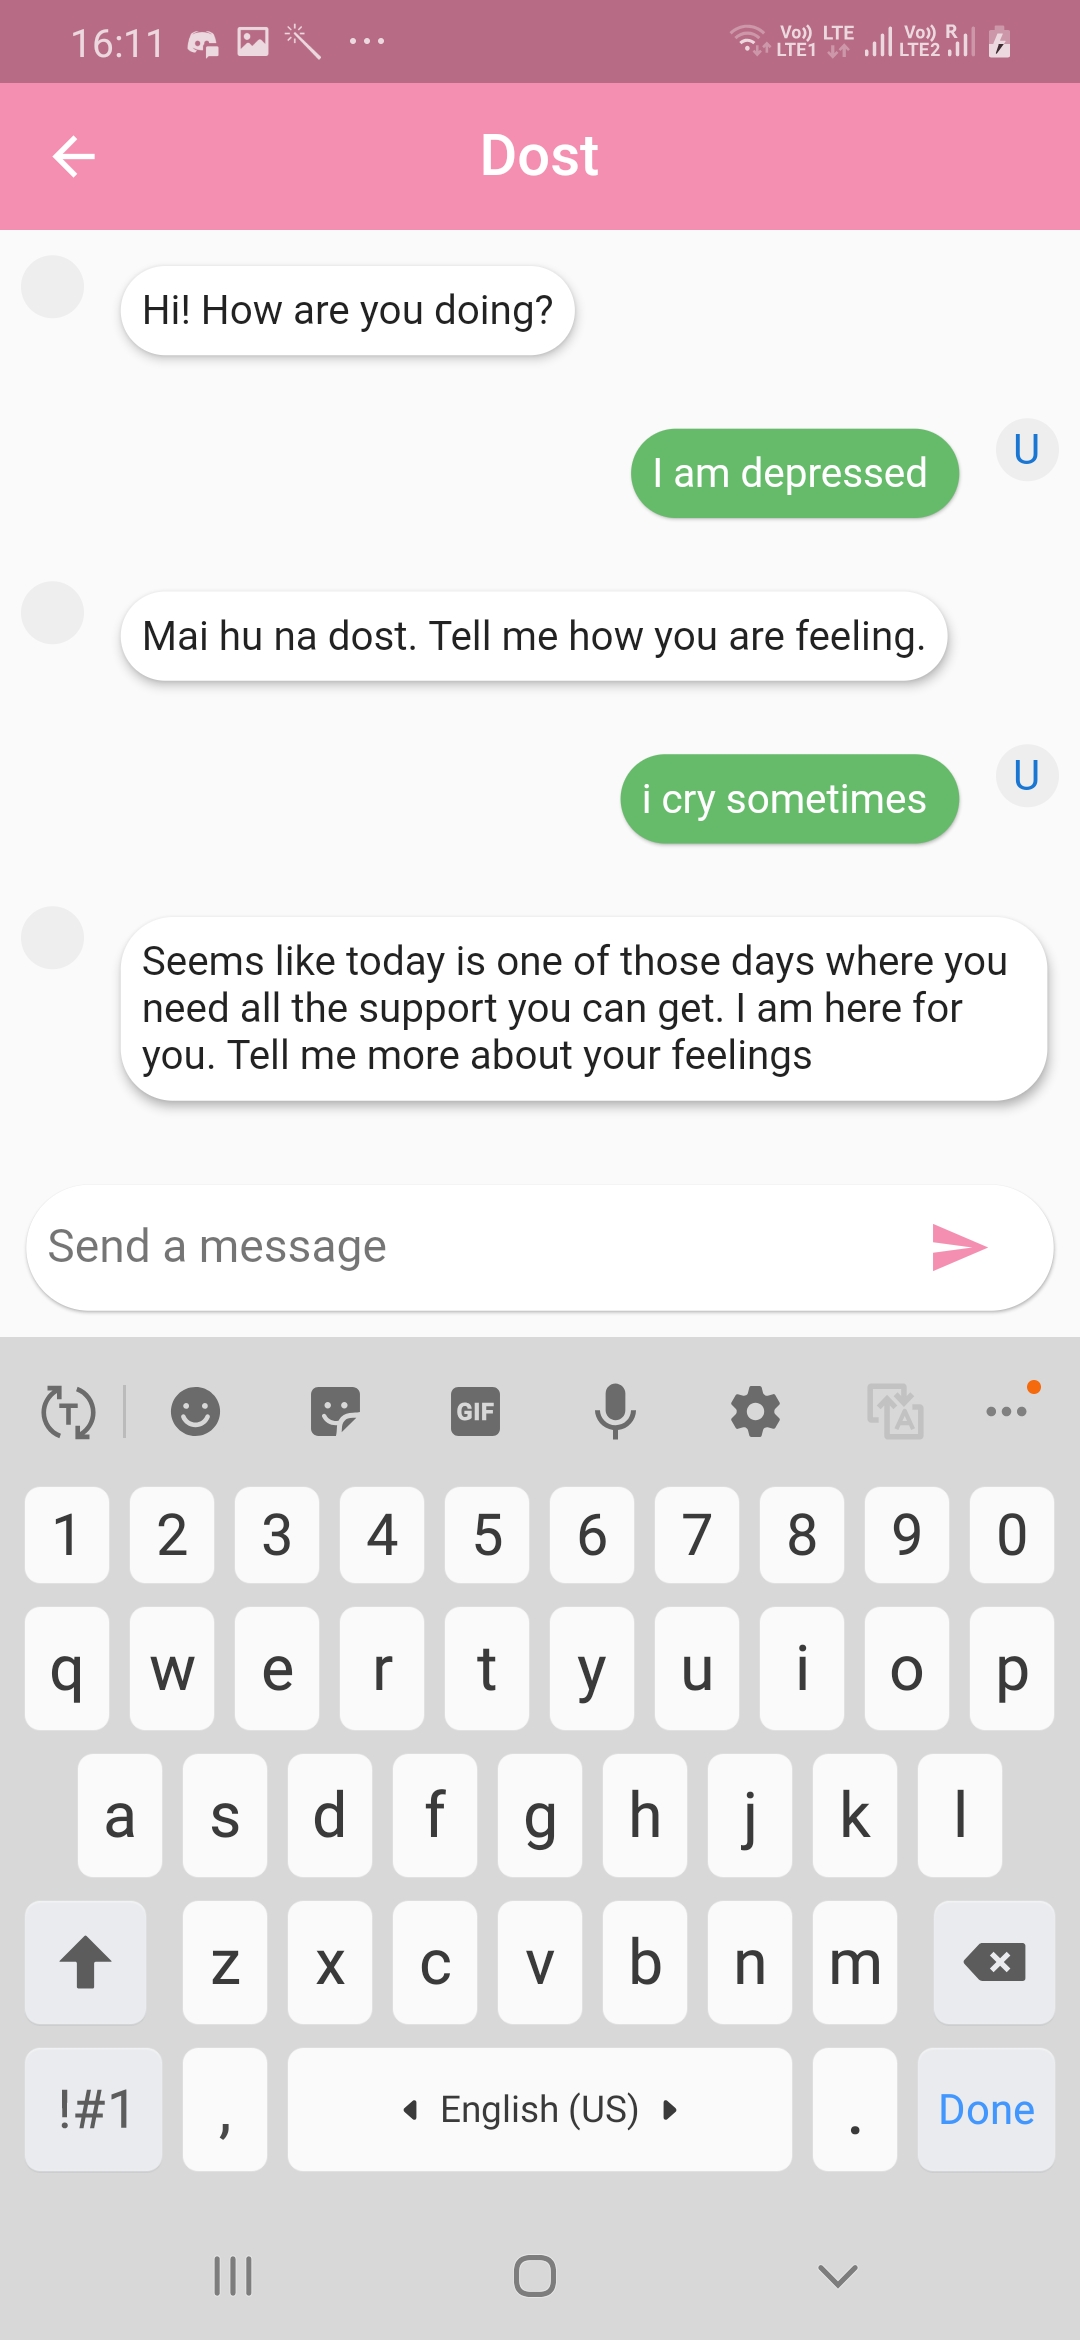 16:11
Vo)) LTE Vo)) R
LTE1 LTE2
Dost
Hi! How are you doing?
I am depressed
U
Mai hu na dost. Tell me how you are feeling.
i cry sometimes
U
Seems like today is one of those days where you
need all the support you can get. I am here for
you. Tell me more about your feelings
Send a message
T GIF A
1 2 3 4 5 6 7 8 9 0
q w e r t y u i o p
a s d f g h j k l
z x c v b n m
!#1 , English (US) . Done